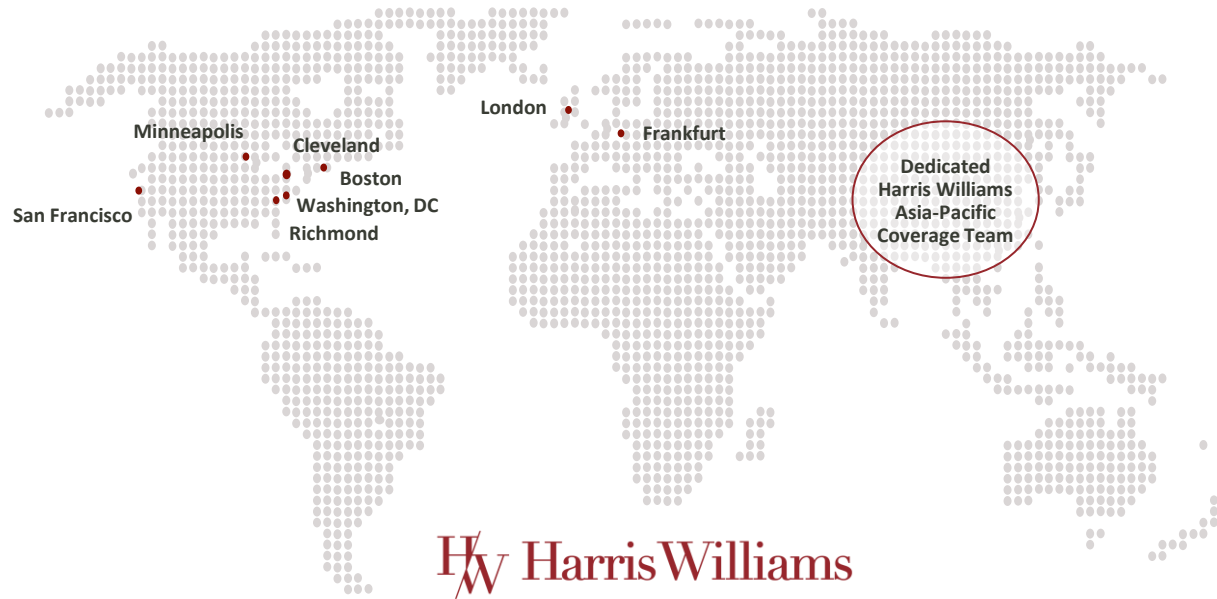 London
Minneapolis
Frankfurt
Cleveland
Boston
San Francisco
Washington, DC
Richmond
Dedicated
Harris Williams
Asia-Pacific
Coverage Team
HW Harris Williams